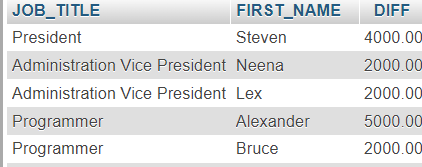 JOB_TITLE FIRST_NAME DIFF
President Steven 4000.00
Administration Vice President Neena 2000.00
Administration Vice President Lex 2000.00
Programmer Alexander 5000.00
Programmer Bruce 2000.00